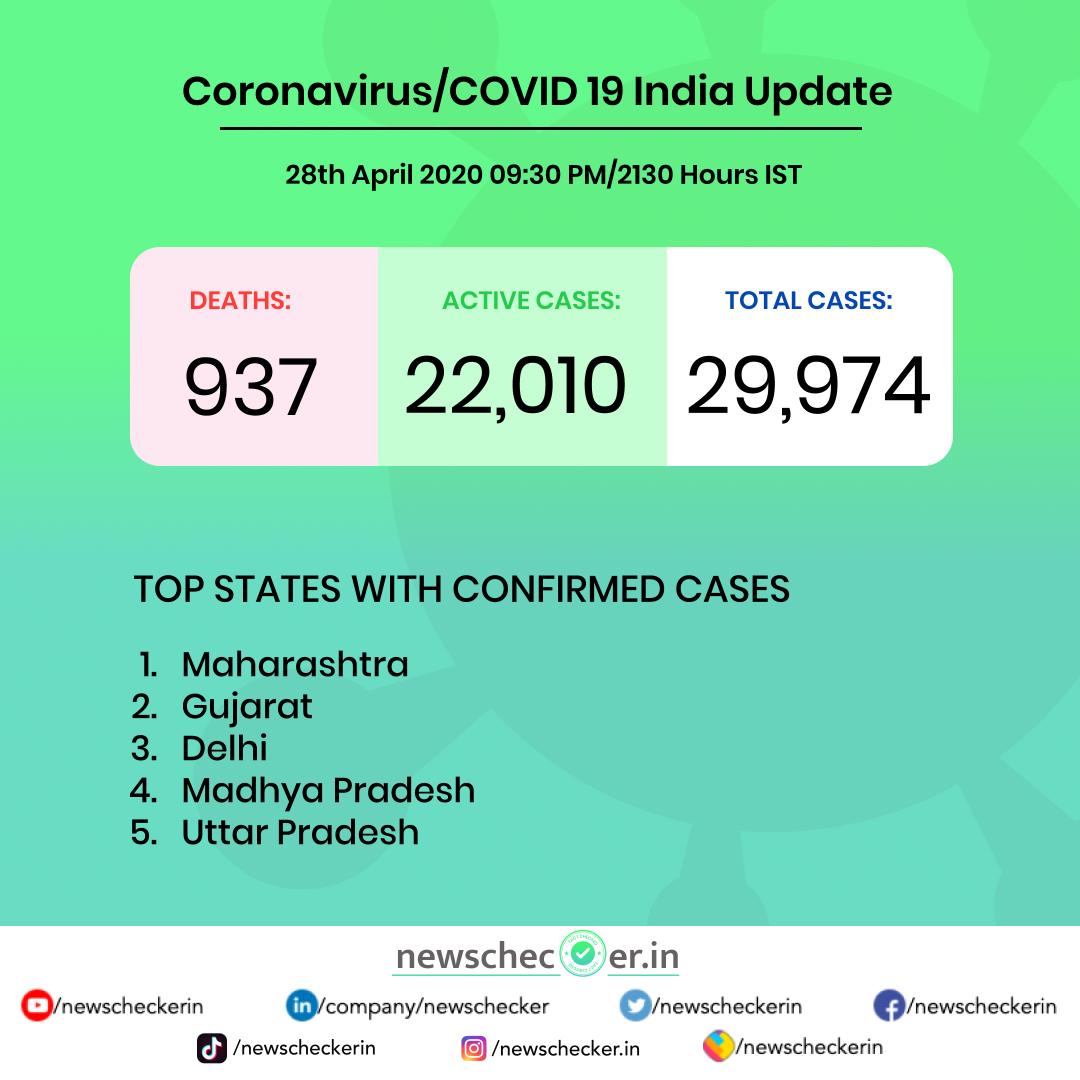 Coronavirus/COVID 19 India Update
28th April 2020 09:30 PM/2130 Hours IST
DEATHS: ACTIVE CASES: TOTAL CASES:
937 22,010 29,974
TOP STATES WITH CONFIRMED CASES
1. Maharashtra
2. Gujarat
3. Delhi
4. Madhya Pradesh
5. Uttar Pradesh
newschecker.in
/newscheckerin /company/newschecker /newscheckerin /newscheckerin
/newscheckerin /newschecker.in /newscheckerin